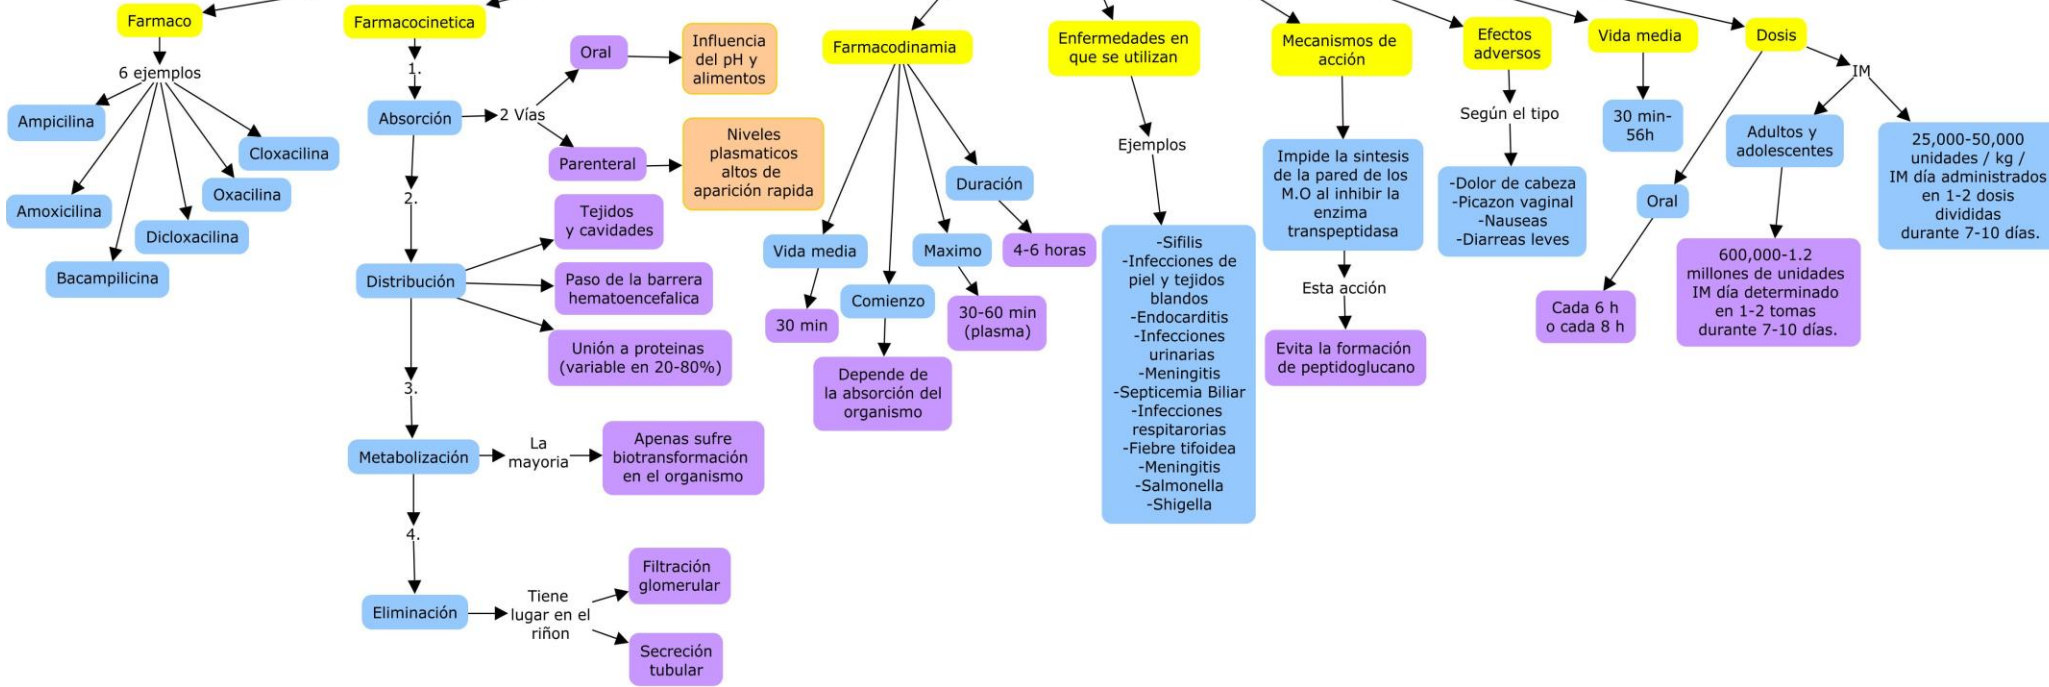 Farmaco
6 ejemplos
Ampicilina
Amoxicilina
Bacampilicina
Dicloxacilina
Oxacilina
Cloxacilina
Farmacocinetica
1.
Absorción
2 Vías
Oral
Influencia
del pH y
alimentos
Parenteral
Niveles
plasmaticos
altos de
aparición rapida
2.
Distribución
Tejidos
y cavidades
Paso de la barrera
hematoencefalica
Unión a proteinas
(variable en 20-80%)
3.
Metabolización
La
mayoria
Apenas sufre
biotransformación
en el organismo
4.
Eliminación
Tiene
lugar en el
riñon
Filtración
glomerular
Secreción
tubular
Farmacodinamia
Vida media
30 min
Comienzo
Depende de
la absorción del
organismo
Maximo
30-60 min
(plasma)
Duración
4-6 horas
Enfermedades en
que se utilizan
Ejemplos
-Sifilis
-Infecciones de
piel y tejidos
blandos
-Endocarditis
-Infecciones
urinarias
-Meningitis
-Septicemia Biliar
-Infecciones
respitarorias
-Fiebre tifoidea
-Meningitis
-Salmonella
-Shigella
Mecanismos de
acción
Impide la sintesis
de la pared de los
M.O al inhibir la
enzima
transpeptidasa
Esta acción
Evita la formación
de peptidoglucano
Efectos
adversos
Según el tipo
-Dolor de cabeza
-Picazon vaginal
-Nauseas
-Diarreas leves
Vida media
30 min-
56h
Dosis
Oral
Cada 6 h
o cada 8 h
IM
Adultos y
adolescentes
600,000-1.2
millones de unidades
IM día determinado
en 1-2 tomas
durante 7-10 días.
25,000-50,000
unidades / kg /
IM día administrados
en 1-2 dosis
divididas
durante 7-10 días.